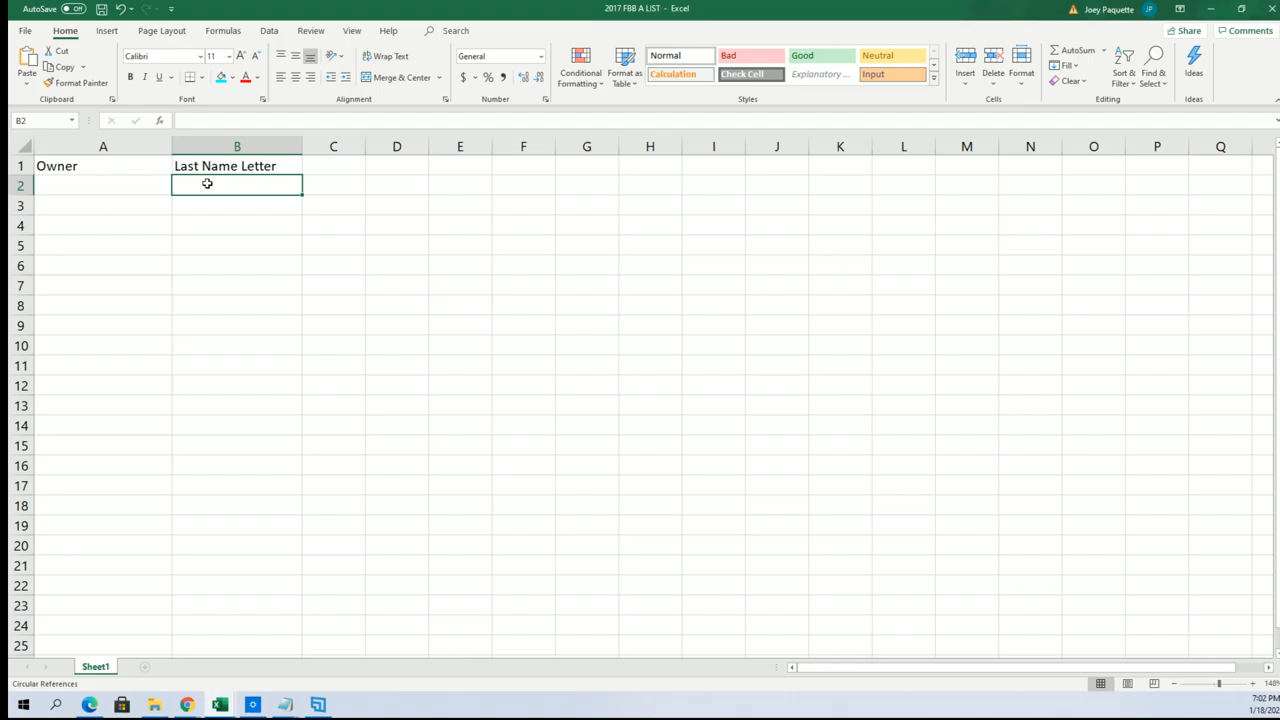 AutoSave Off 2017 FBB A LIST - Excel Joey Paquette JP
File Home Insert Page Layout Formulas Data Review View Help Search Share Comments
Cut Calibri 11 Wrap Text General Normal Bad Good Neutral AutoSum
Copy Fill
Paste Format Painter B I U Merge & Center $ % Conditional Formatting Format as Table Calculation Check Cell Explanatory ... Input Insert Delete Format Clear Sort & Filter Find & Select Ideas
Clipboard Font Alignment Number Styles Cells Editing Ideas
B2 fx
A B C D E F G H I J K L M N O P Q
1 Owner Last Name Letter
2
3
4
5
6
7
8
9
10
11
12
13
14
15
16
17
18
19
20
21
22
23
24
25
Sheet1
Circular References
7:02 PM